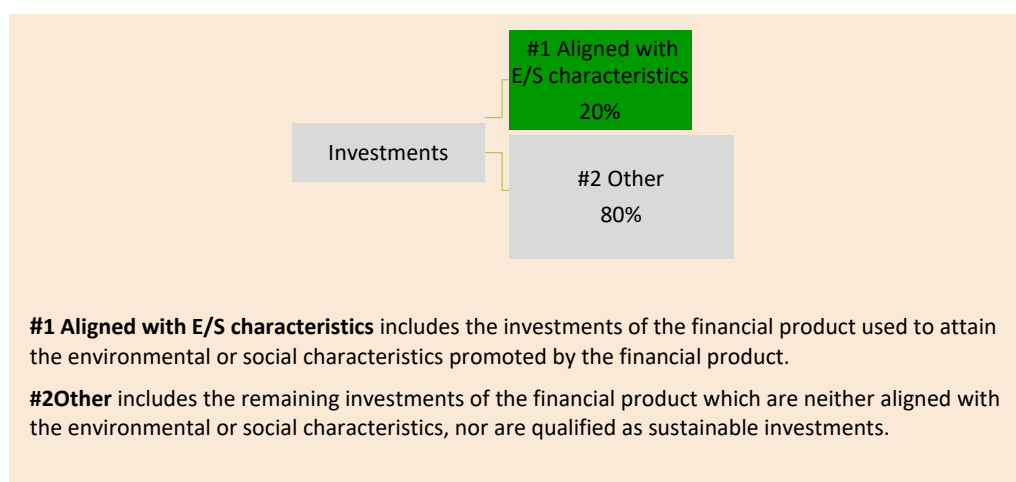 #1 Aligned with
E/S characteristics
20%
Investments
#2 Other
80%
#1 Aligned with E/S characteristics includes the investments of the financial product used to attain
the environmental or social characteristics promoted by the financial product.
#2Other includes the remaining investments of the financial product which are neither aligned with
the environmental or social characteristics, nor are qualified as sustainable investments.